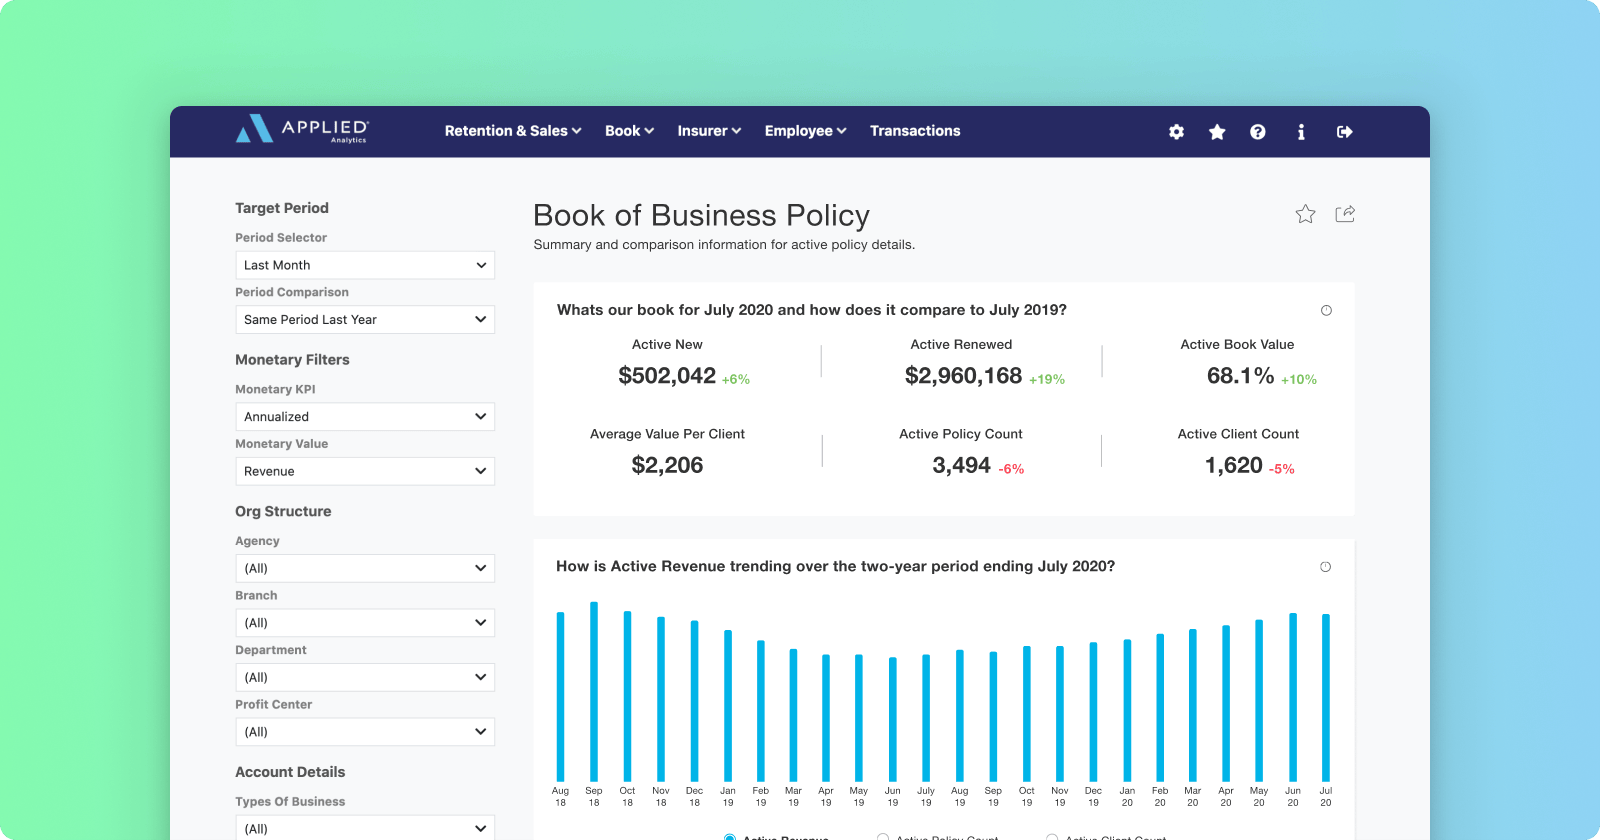 APPLIED®
Analytics
Retention & Sales
Book
Insurer
Employee
Transactions
Target Period
Period Selector
Last Month
Period Comparison
Same Period Last Year
Monetary Filters
Monetary KPI
Annualized
Monetary Value
Revenue
Org Structure
Agency
(All)
Branch
(All)
Department
(All)
Profit Center
(All)
Account Details
Types Of Business
(All)
Book of Business Policy
Summary and comparison information for active policy details.
Whats our book for July 2020 and how does it compare to July 2019?
Active New
$502,042 +6%
Active Renewed
$2,960,168 +19%
Active Book Value
68.1% +10%
Average Value Per Client
$2,206
Active Policy Count
3,494 -6%
Active Client Count
1,620 -5%
How is Active Revenue trending over the two-year period ending July 2020?
Aug Sep Oct Nov Dec Jan Feb Mar Apr May Jun July Aug Sep Oct Nov Dec Jan Feb Mar Apr May Jun Jul
18 18 18 18 18 19 19 19 19 19 19 19 19 19 19 19 19 20 20 20 20 20 20 20
Active Revenue
Active Policy Count
Active Client Count